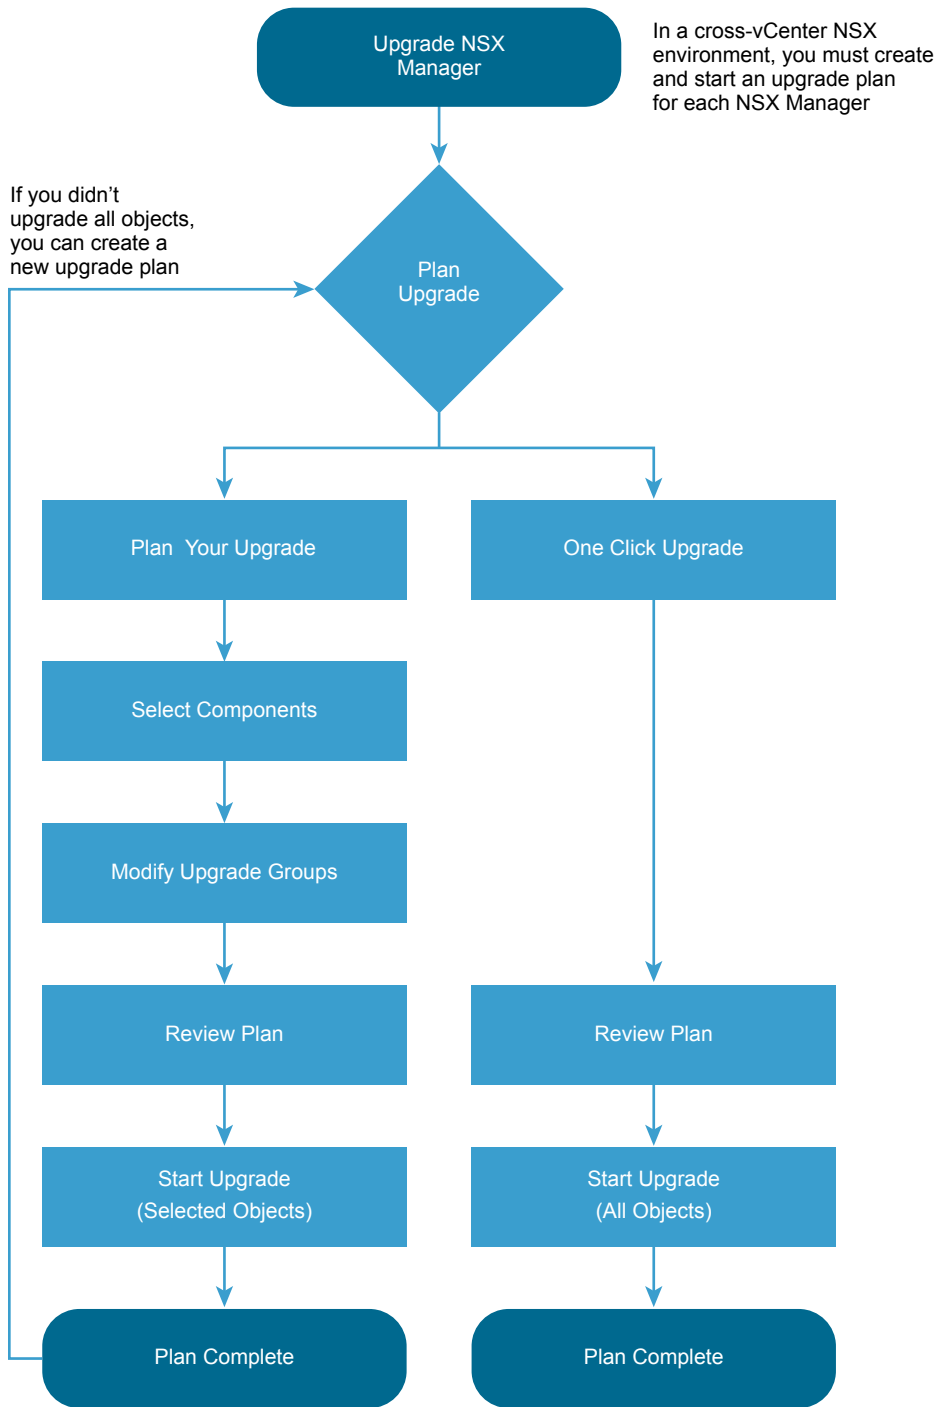 Upgrade NSX
Manager
In a cross-vCenter NSX
environment, you must create
and start an upgrade plan
for each NSX Manager
If you didn’t
upgrade all objects,
you can create a
new upgrade plan
Plan
Upgrade
Plan  Your Upgrade
One Click Upgrade
Select Components
Modify Upgrade Groups
Review Plan
Review Plan
Start Upgrade
(Selected Objects)
Start Upgrade
(All Objects)
Plan Complete
Plan Complete